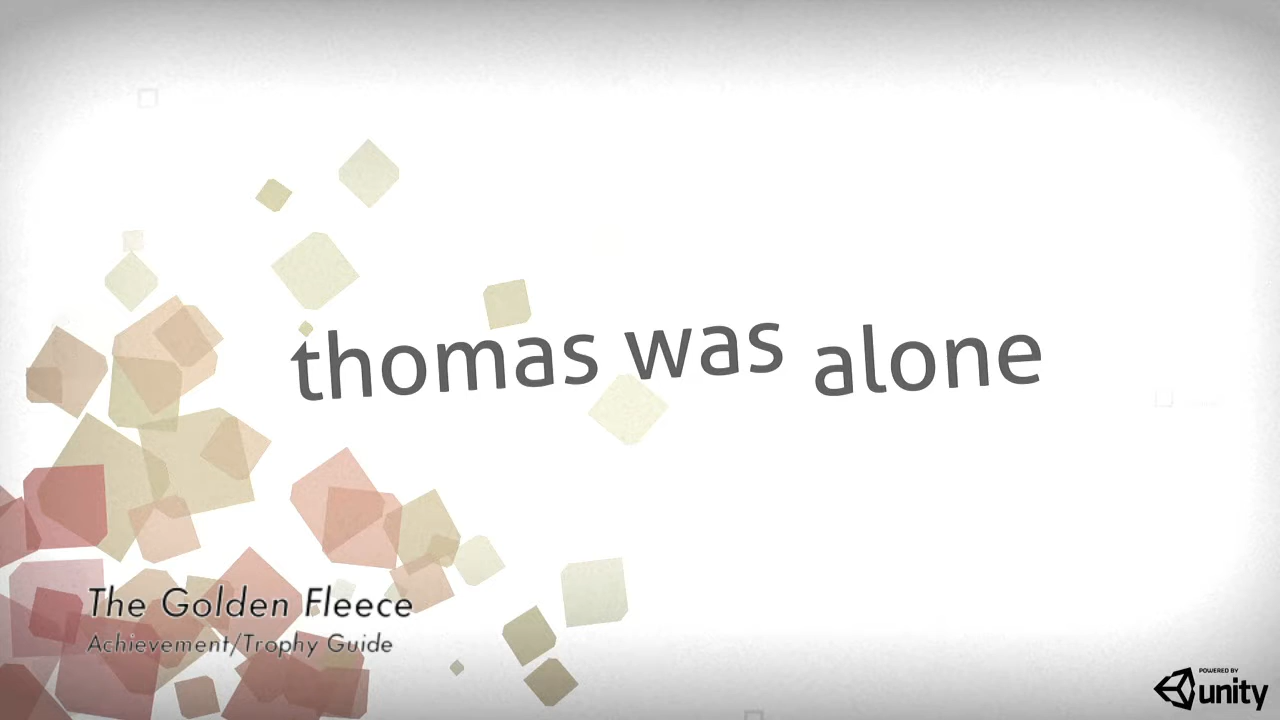 thomas was alone
The Golden Fleece
Achievement/Trophy Guide
POWERED BY
unity